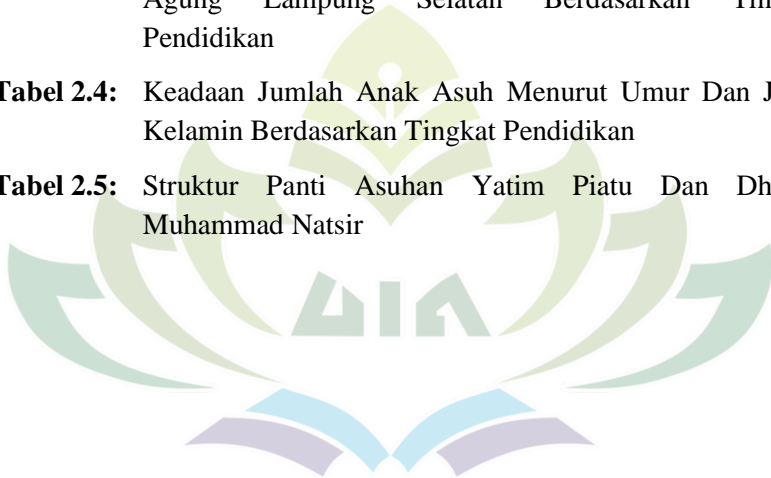 Agung Lampung Selatan Berdasarkan
Pendidikan
Tabel 2.4: Keadaan Jumlah Anak Asuh Menurut Umur Dan
Kelamin Berdasarkan Tingkat Pendidikan
Tabel 2.5: Struktur Panti Asuhan Yatim Piatu Dan
Muhammad Natsir
UIN